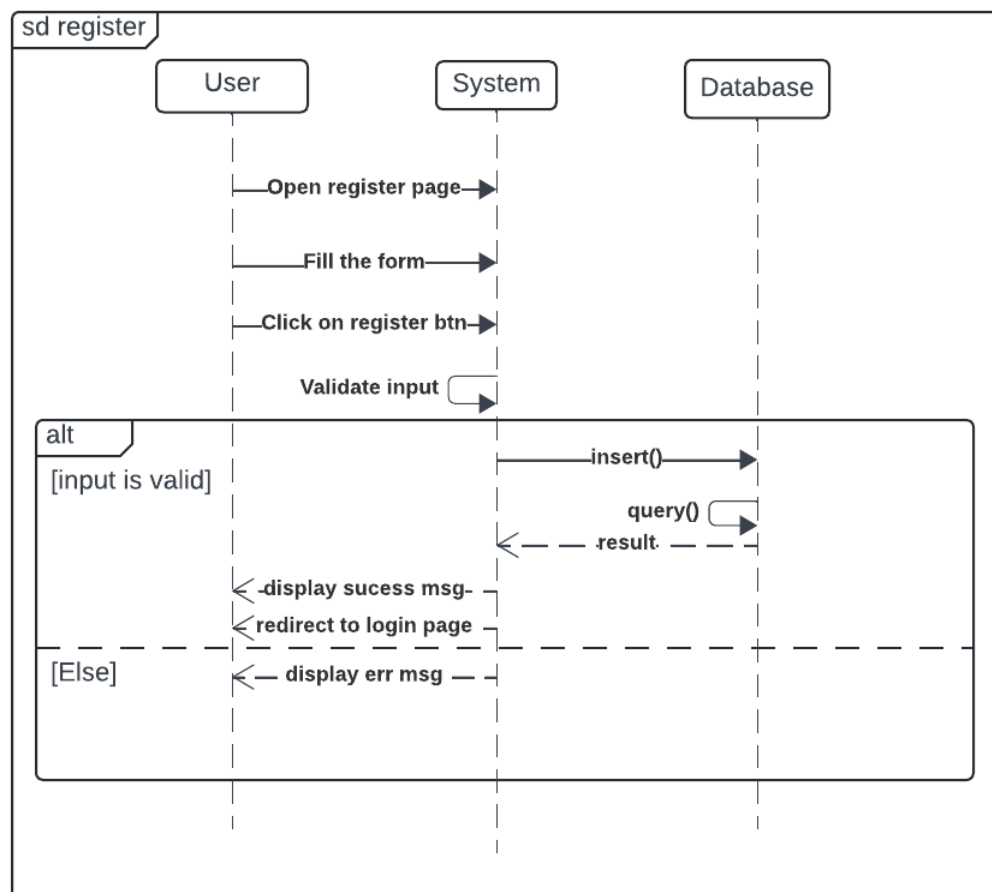 sd register
User
System
Database
Open register page
Fill the form
Click on register btn
Validate input
alt
[input is valid]
insert()
query()
result
display sucess msg
redirect to login page
[Else]
display err msg